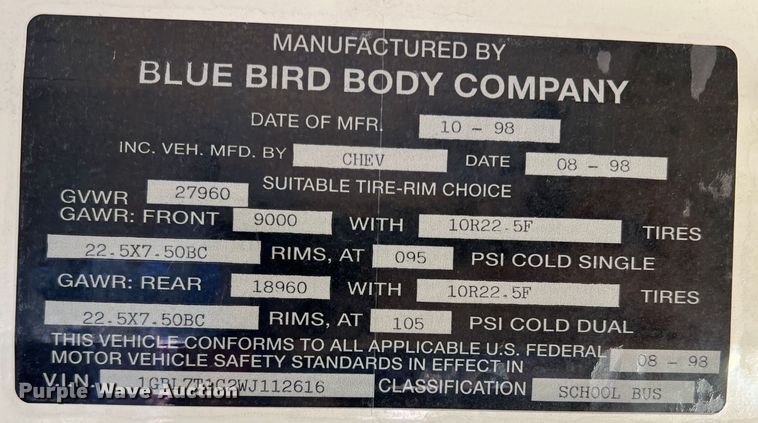 MANUFACTURED BY
BLUE BIRD BODY COMPANY
DATE OF MFR. 10 - 98
INC. VEH. MFD. BY CHEV DATE 08 - 98
SUITABLE TIRE-RIM CHOICE
GVWR 27960
GAWR: FRONT 9000 WITH 10R22.5F TIRES
22.5X7.50BC RIMS, AT 095 PSI COLD SINGLE
GAWR: REAR 18960 WITH 10R22.5F TIRES
22.5X7.50BC RIMS, AT 105 PSI COLD DUAL
THIS VEHICLE CONFORMS TO ALL APPLICABLE U.S. FEDERAL
MOTOR VEHICLE SAFETY STANDARDS IN EFFECT IN 08 - 98
V.I.N. CLASSIFICATION SCHOOL BUS
Purple Wave Auction